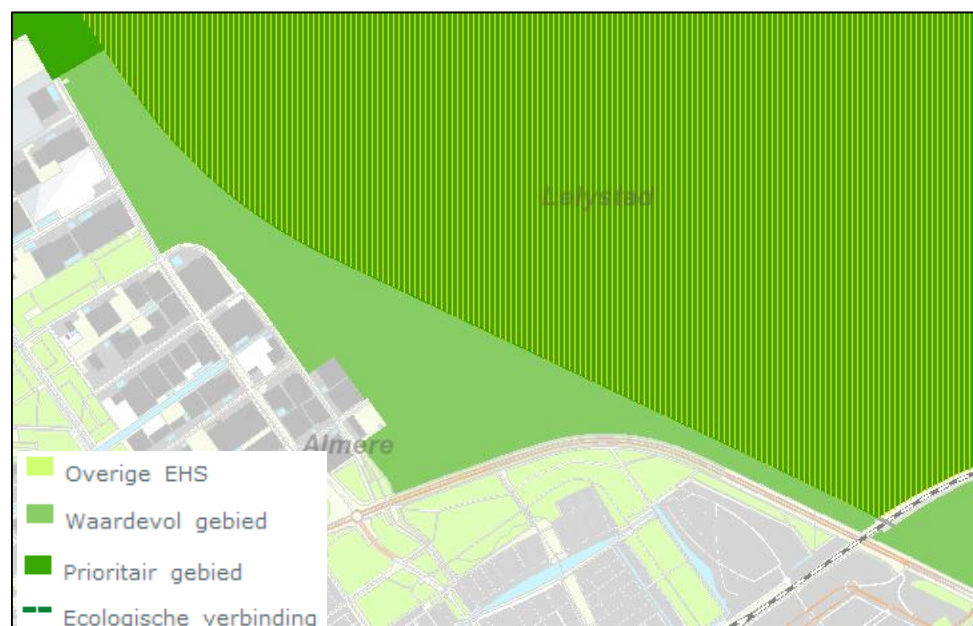 Lelystad
Almere
Overige EHS
Waardevol gebied
Prioritair gebied
Ecologische verbinding